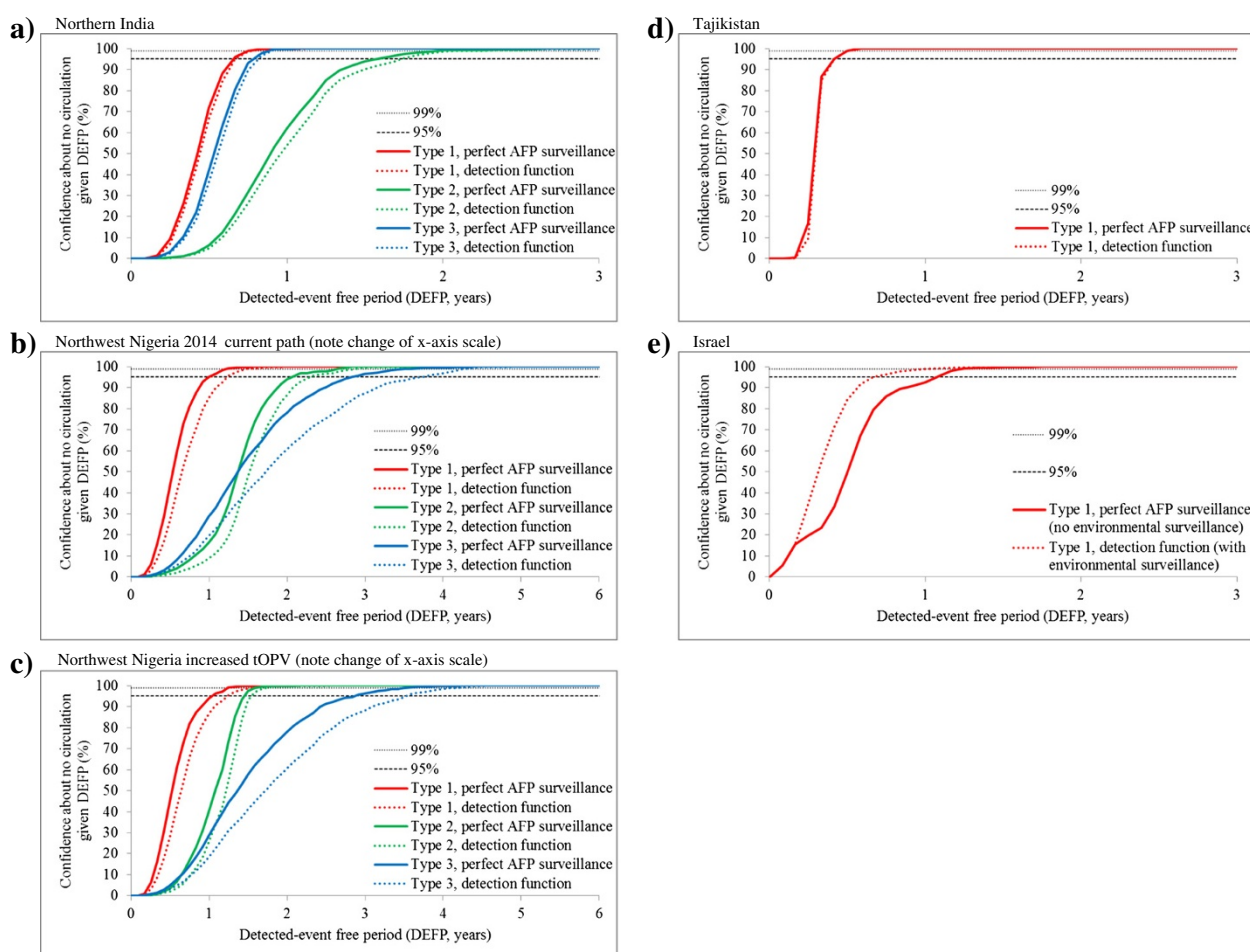 a) Northern India
Confidence about no circulation
given DEFP (%)
100
90
80
70
60
50
40
30
20
10
0
99%
95%
Type 1, perfect AFP surveillance
Type 1, detection function
Type 2, perfect AFP surveillance
Type 2, detection function
Type 3, perfect AFP surveillance
Type 3, detection function
0 1 2 3
Detected-event free period (DEFP, years)
b) Northwest Nigeria 2014 current path (note change of x-axis scale)
Confidence about no circulation
given DEFP (%)
100
90
80
70
60
50
40
30
20
10
0
99%
95%
Type 1, perfect AFP surveillance
Type 1, detection function
Type 2, perfect AFP surveillance
Type 2, detection function
Type 3, perfect AFP surveillance
Type 3, detection function
0 1 2 3 4 5 6
Detected-event free period (DEFP, years)
c) Northwest Nigeria increased tOPV (note change of x-axis scale)
Confidence about no circulation
given DEFP (%)
100
90
80
70
60
50
40
30
20
10
0
99%
95%
Type 1, perfect AFP surveillance
Type 1, detection function
Type 2, perfect AFP surveillance
Type 2, detection function
Type 3, perfect AFP surveillance
Type 3, detection function
0 1 2 3 4 5 6
Detected-event free period (DEFP, years)
d) Tajikistan
Confidence about no circulation
given DEFP (%)
100
90
80
70
60
50
40
30
20
10
0
99%
95%
Type 1, perfect AFP surveillance
Type 1, detection function
0 1 2 3
Detected-event free period (DEFP, years)
e) Israel
Confidence about no circulation
given DEFP (%)
100
90
80
70
60
50
40
30
20
10
0
99%
95%
Type 1, perfect AFP surveillance
(no environmental surveillance)
Type 1, detection function (with
environmental surveillance)
0 1 2 3
Detected-event free period (DEFP, years)